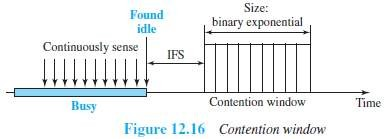 Found
idle
Size:
binary exponential
Continuously sense
IFS
Busy
Contention window
Time
Figure 12.16 Contention window